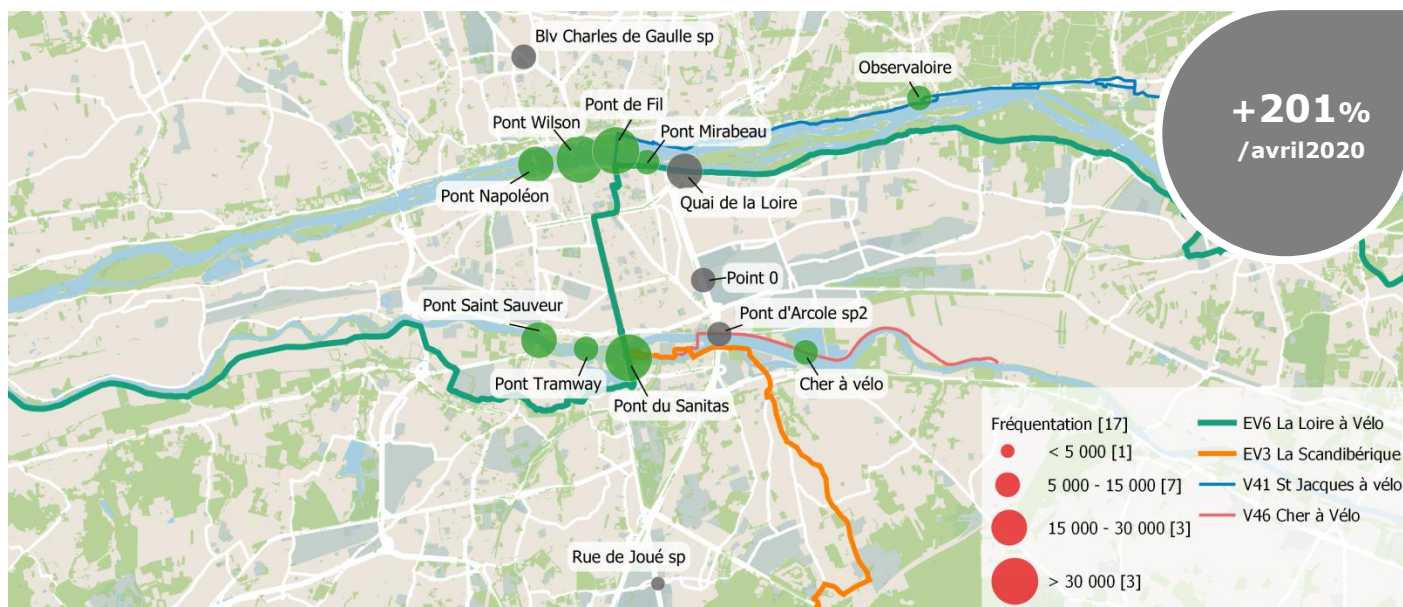 Blv Charles de Gaulle sp
Observaloire
+201%
/avril2020
Pont de Fil
Pont Wilson
Pont Mirabeau
Pont Napoléon
Quai de la Loire
Point 0
Pont Saint Sauveur
Pont d'Arcole sp2
Pont Tramway
Cher à vélo
Pont du Sanitas
Rue de Joué sp
Fréquentation [17]
< 5 000 [1]
5 000 - 15 000 [7]
15 000 - 30 000 [3]
> 30 000 [3]
EV6 La Loire à Vélo
EV3 La Scandibérique
V41 St Jacques à vélo
V46 Cher à Vélo